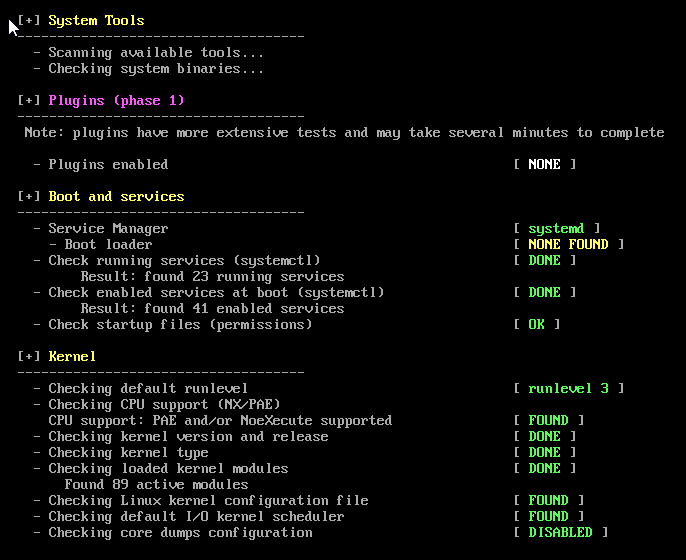 [+] System Tools
------------------------------------
- Scanning available tools...
- Checking system binaries...
[+] Plugins (phase 1)
------------------------------------
Note: plugins have more extensive tests and may take several minutes to complete
- Plugins enabled [ NONE ]
[+] Boot and services
------------------------------------
- Service Manager [ systemd ]
- Boot loader [ NONE FOUND ]
- Check running services (systemctl) [ DONE ]
Result: found 23 running services
- Check enabled services at boot (systemctl) [ DONE ]
Result: found 41 enabled services
- Check startup files (permissions) [ OK ]
[+] Kernel
------------------------------------
- Checking default runlevel [ runlevel 3 ]
- Checking CPU support (NX/PAE)
CPU support: PAE and/or NoeXecute supported [ FOUND ]
- Checking kernel version and release [ DONE ]
- Checking kernel type [ DONE ]
- Checking loaded kernel modules [ DONE ]
Found 89 active modules
- Checking Linux kernel configuration file [ FOUND ]
- Checking default I/O kernel scheduler [ FOUND ]
- Checking core dumps configuration [ DISABLED ]